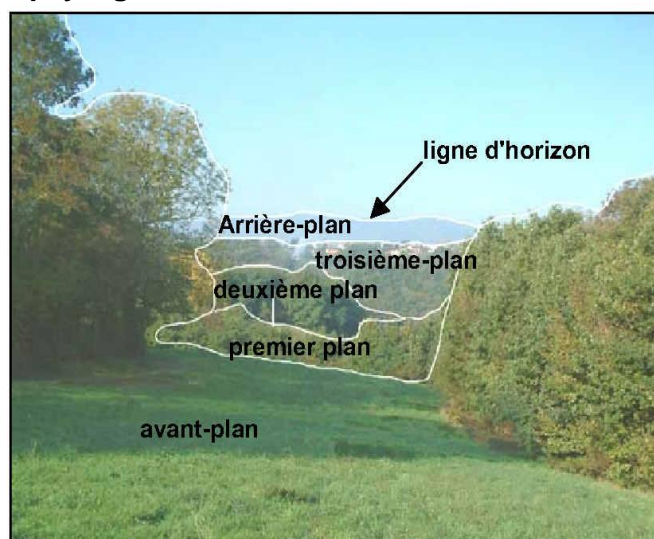 ligne d'horizon
Arrière-plan
troisième-plan
deuxième plan
premier plan
avant-plan